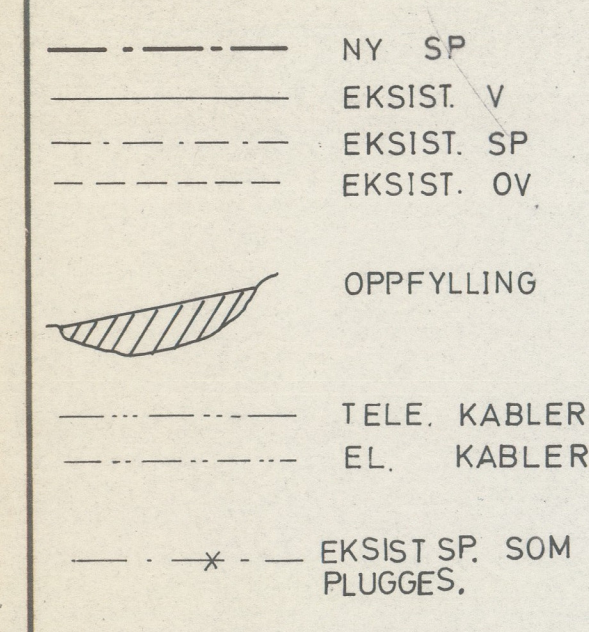 NY SP
EKSIST. V
EKSIST. SP
EKSIST. OV
OPPFYLLING
TELE. KABLER
EL. KABLER
EKSIST SP. SOM
PLUGGES.